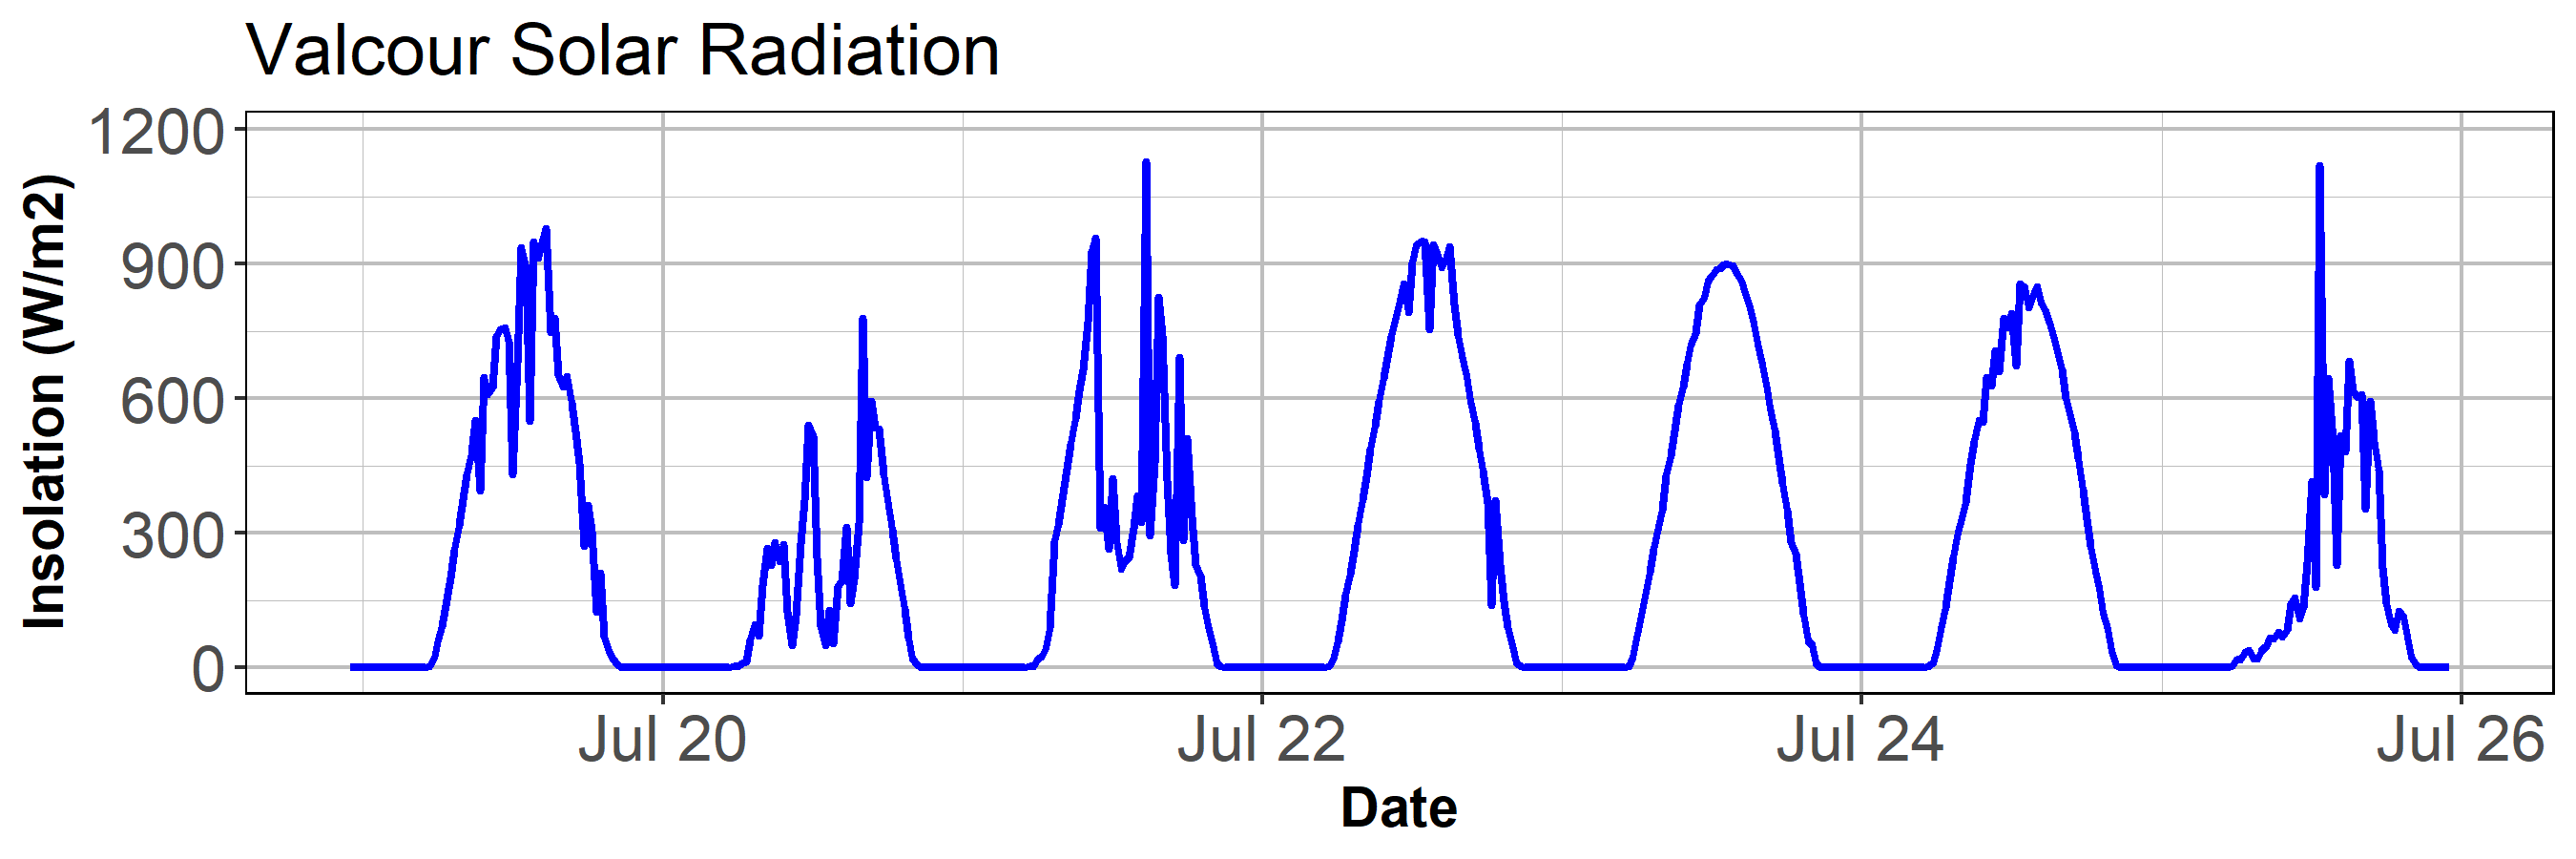 Valcour Solar Radiation
Insolation (W/m2)
1200
900
600
300
0
Jul 20
Jul 22
Jul 24
Jul 26
Date